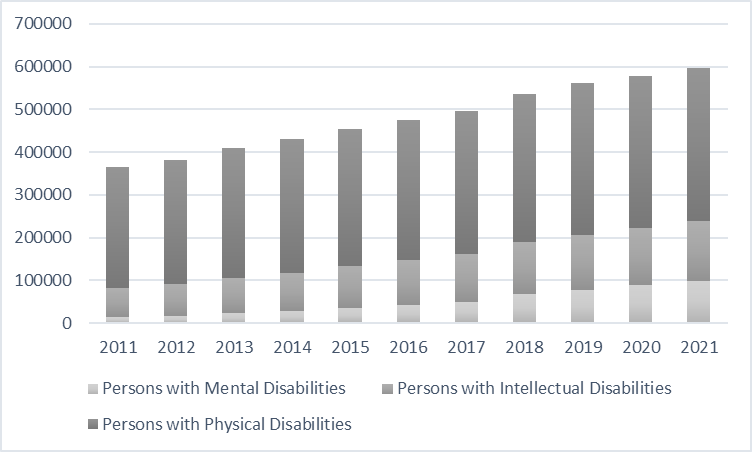 700000
600000
500000
400000
300000
200000
100000
0
2011 2012 2013 2014 2015 2016 2017 2018 2019 2020 2021
Persons with Mental Disabilities Persons with Intellectual Disabilities
Persons with Physical Disabilities